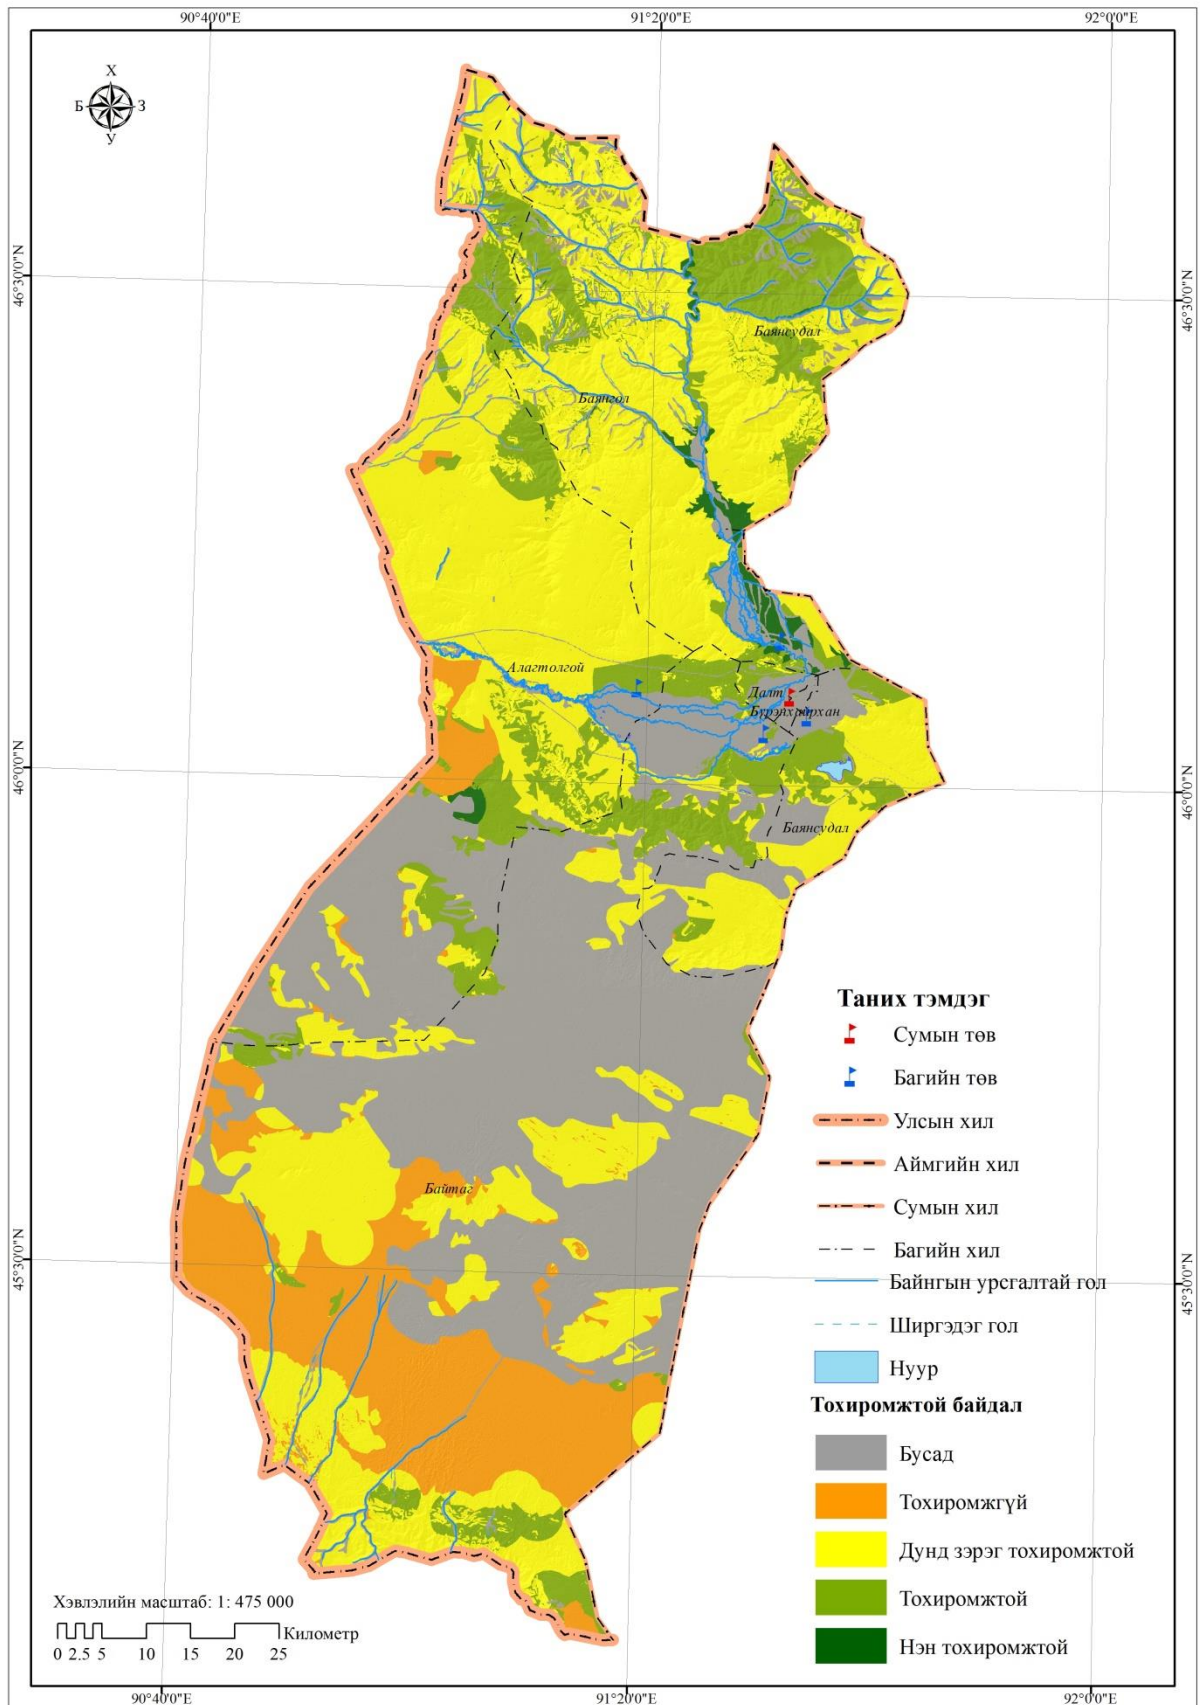 90°40'0"E
91°20'0"E
92°0'0"E
Х
Б
З
У
46°30'0"N
46°30'0"N
Баянсудал
Баянгол
Алагтолгой
Далт
Бүрэнхайрхан
46°0'0"N
46°0'0"N
Баянсудал
Байтаг
45°30'0"N
45°30'0"N
Таних тэмдэг
Сумын төв
Багийн төв
Улсын хил
Аймгийн хил
Сумын хил
Багийн хил
Байнгын урсгалтай гол
Ширгэдэг гол
Нуур
Тохиромжтой байдал
Бусад
Тохиромжгүй
Дунд зэрэг тохиромжтой
Тохиромжтой
Нэн тохиромжтой
Хэвлэлийн масштаб: 1: 475 000
Километр
0 2.5 5 10 15 20 25
90°40'0"E
91°20'0"E
92°0'0"E